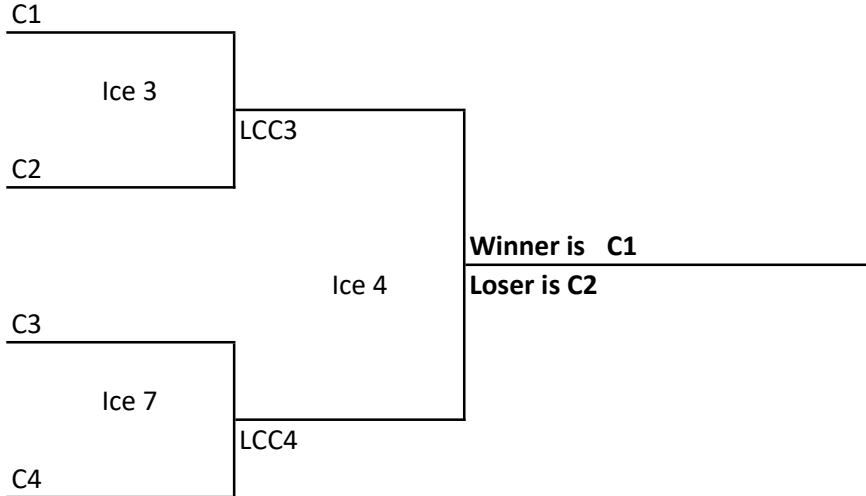 C1
Ice 3
LCC3
C2
Winner is C1
Ice 4
Loser is C2
C3
Ice 7
LCC4
C4